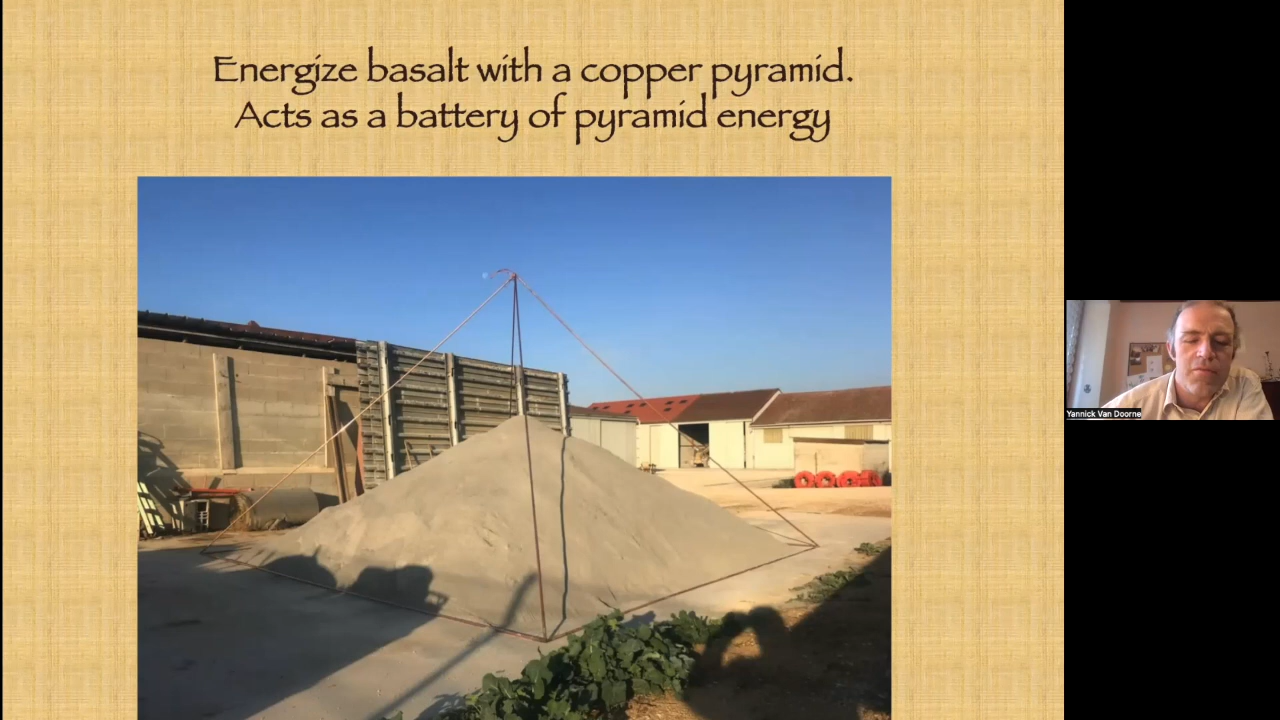 Energize basalt with a copper pyramid.
Acts as a battery of pyramid energy
Yannick Van Doorne